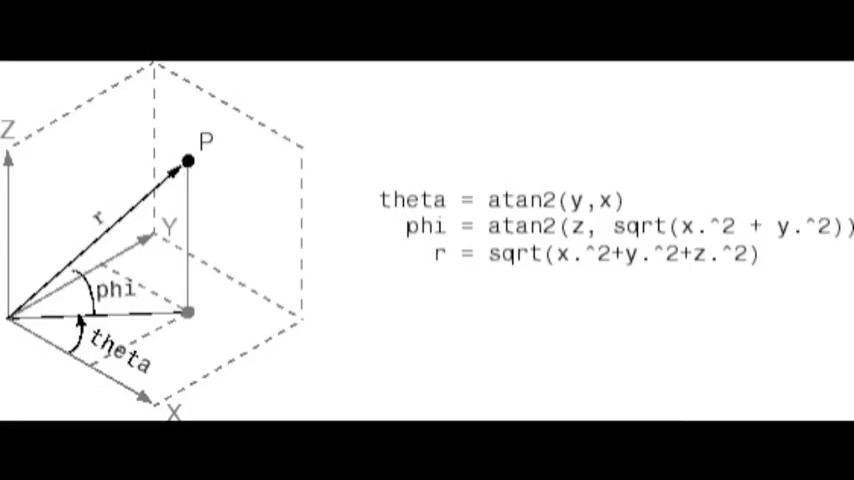 Z
P
r
Y
phi
theta
X
theta = atan2(y,x)
phi = atan2(z, sqrt(x.^2 + y.^2))
r = sqrt(x.^2+y.^2+z.^2)